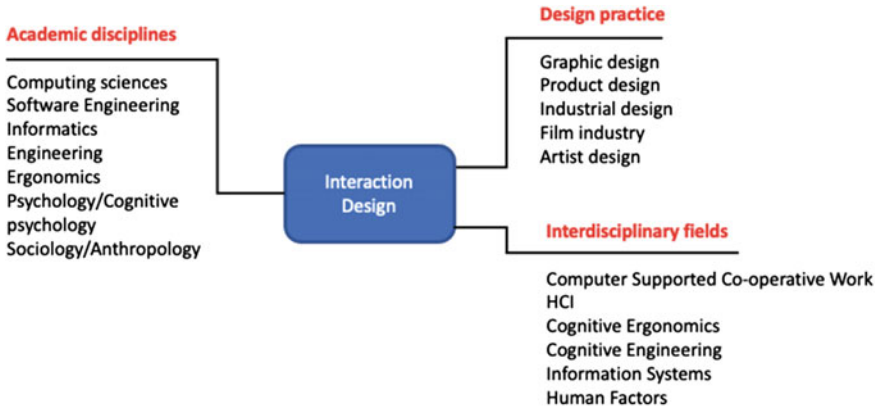 Academic disciplines
Computing sciences
Software Engineering
Informatics
Engineering
Ergonomics
Psychology/Cognitive
psychology
Sociology/Anthropology
Interaction
Design
Design practice
Graphic design
Product design
Industrial design
Film industry
Artist design
Interdisciplinary fields
Computer Supported Co-operative Work
HCI
Cognitive Ergonomics
Cognitive Engineering
Information Systems
Human Factors